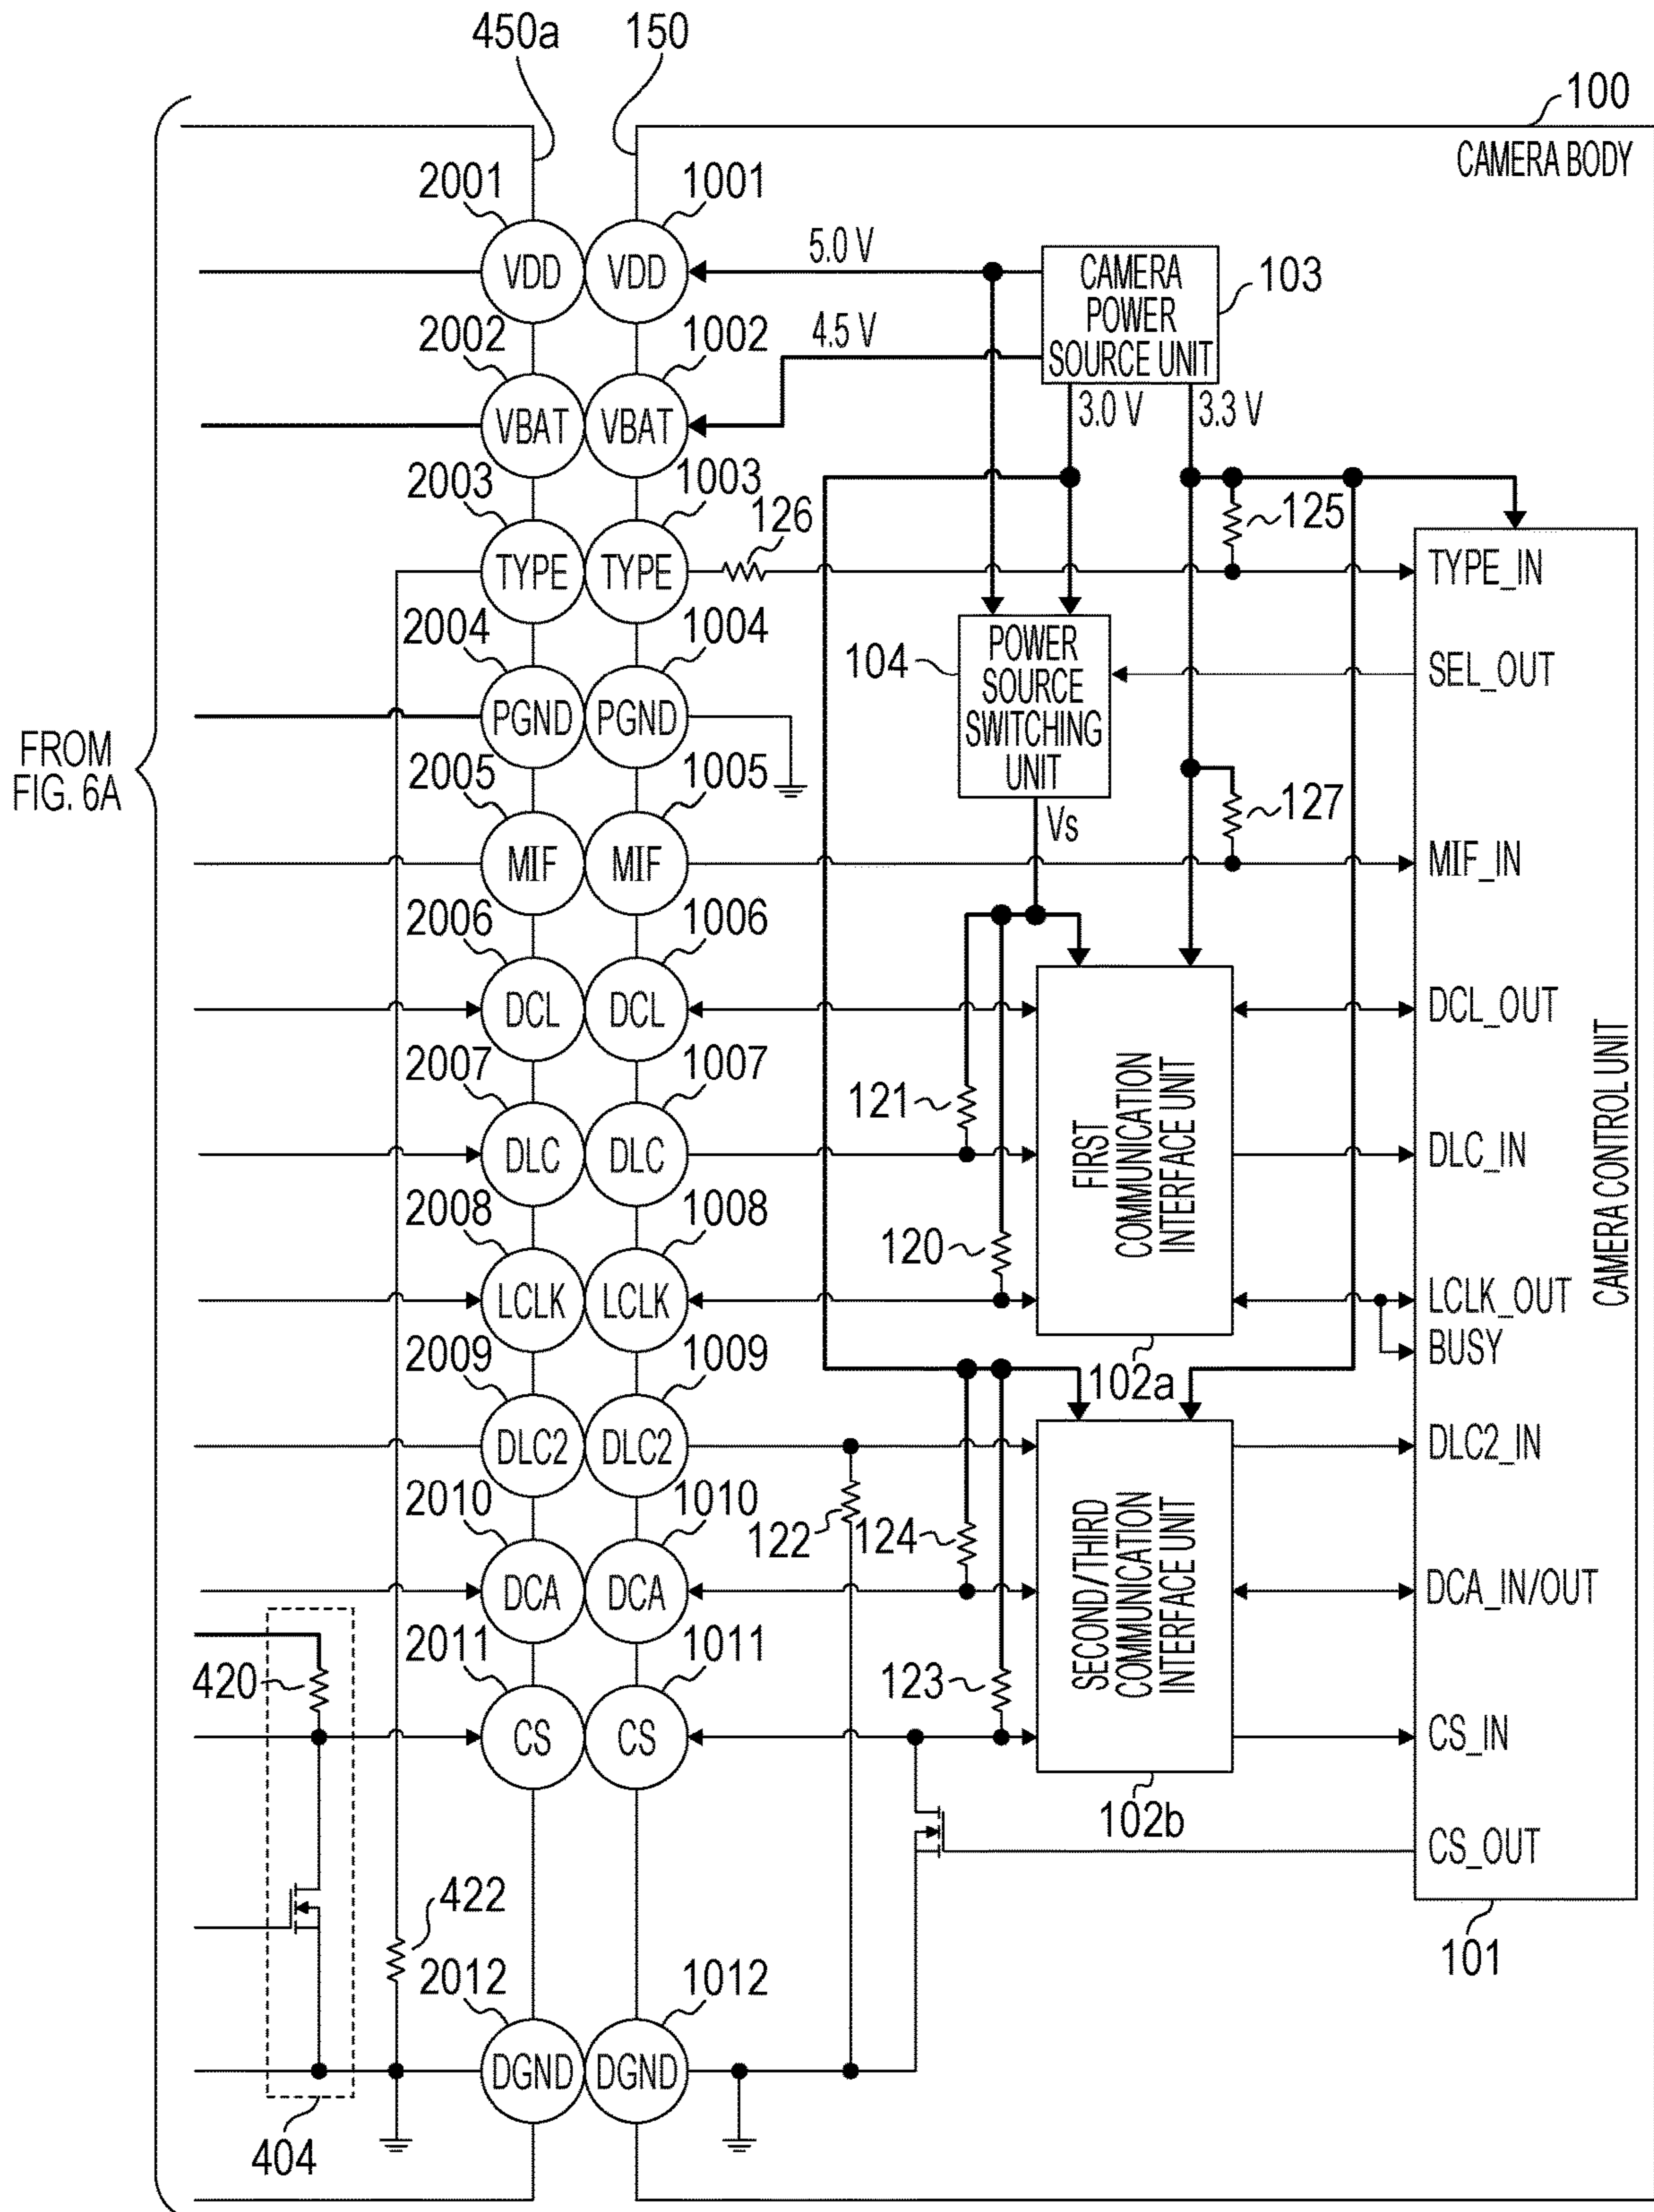 450a 150
100
CAMERA BODY
2001 1001
VDD VDD
5.0 V
CAMERA
POWER
SOURCE UNIT
103
2002 1002
VBAT VBAT
4.5 V
3.0 V 3.3 V
2003 1003
126
125
TYPE TYPE
TYPE_IN
2004 1004
104
POWER
SOURCE
SWITCHING
UNIT
SEL_OUT
PGND PGND
FROM
FIG. 6A
2005 1005
Vs
127
MIF MIF
MIF_IN
2006 1006
DCL DCL
DCL_OUT
2007 1007
121
FIRST
COMMUNICATION
INTERFACE UNIT
CAMERA CONTROL UNIT
DLC DLC
DLC_IN
2008 1008
120
LCLK LCLK
LCLK_OUT
BUSY
2009 1009
102a
DLC2 DLC2
DLC2_IN
2010 1010
122 124
SECOND/THIRD
COMMUNICATION
INTERFACE UNIT
DCA DCA
DCA_IN/OUT
2011 1011
420
123
CS CS
CS_IN
102b
CS_OUT
422
101
2012 1012
DGND DGND
404